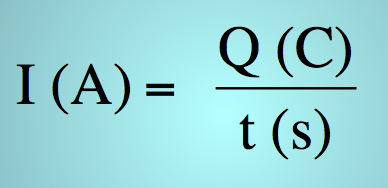 I (A) = Q (C)
t (s)